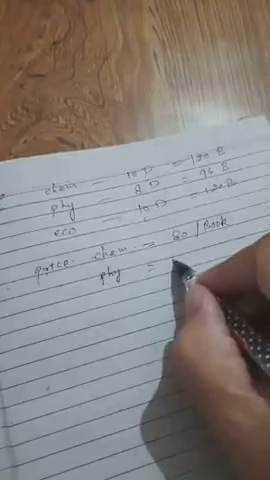 chem - 10 D = 120 B
phy - 8 D = 96 B
eco - 10 D = 120 B
price. chem. = 80 / Book
phy =